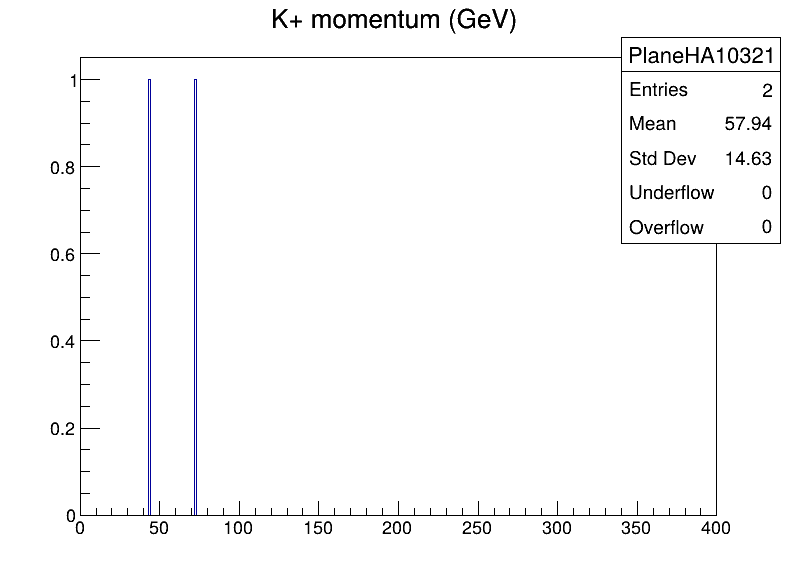 K+ momentum (GeV)
PlaneHA10321
Entries 2
Mean 57.94
Std Dev 14.63
Underflow 0
Overflow 0
1
0.8
0.6
0.4
0.2
0
0 50 100 150 200 250 300 350 400